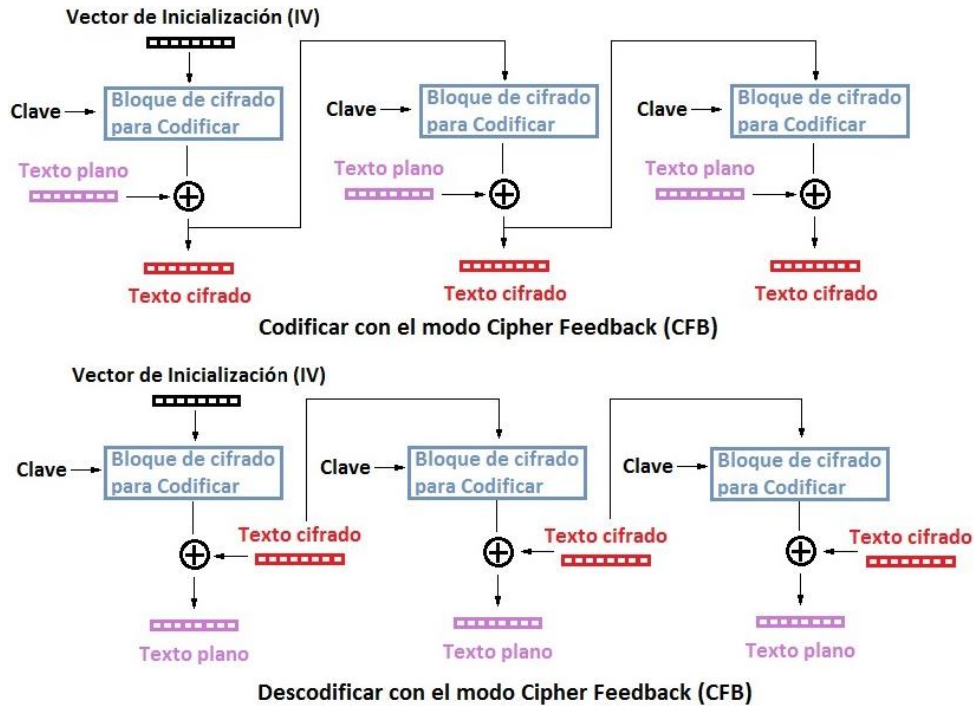 Vector de Inicialización (IV)
Clave
Bloque de cifrado
para Codificar
Clave
Bloque de cifrado
para Codificar
Clave
Bloque de cifrado
para Codificar
Texto plano
Texto plano
Texto plano
Texto cifrado
Texto cifrado
Texto cifrado
Codificar con el modo Cipher Feedback (CFB)
Vector de Inicialización (IV)
Clave
Bloque de cifrado
para Codificar
Clave
Bloque de cifrado
para Codificar
Clave
Bloque de cifrado
para Codificar
Texto cifrado
Texto cifrado
Texto cifrado
Texto plano
Texto plano
Texto plano
Descodificar con el modo Cipher Feedback (CFB)